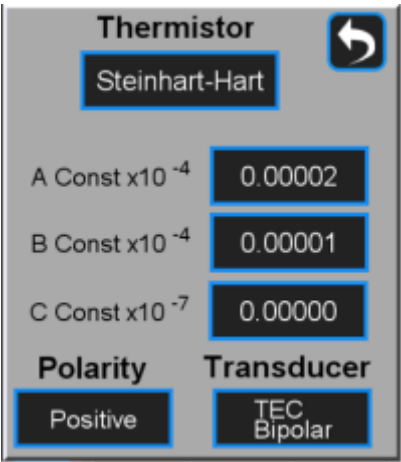 Thermistor
Steinhart-Hart
A Const x10 -4 0.00002
B Const x10 -4 0.00001
C Const x10 -7 0.00000
Polarity Transducer
Positive TEC
Bipolar